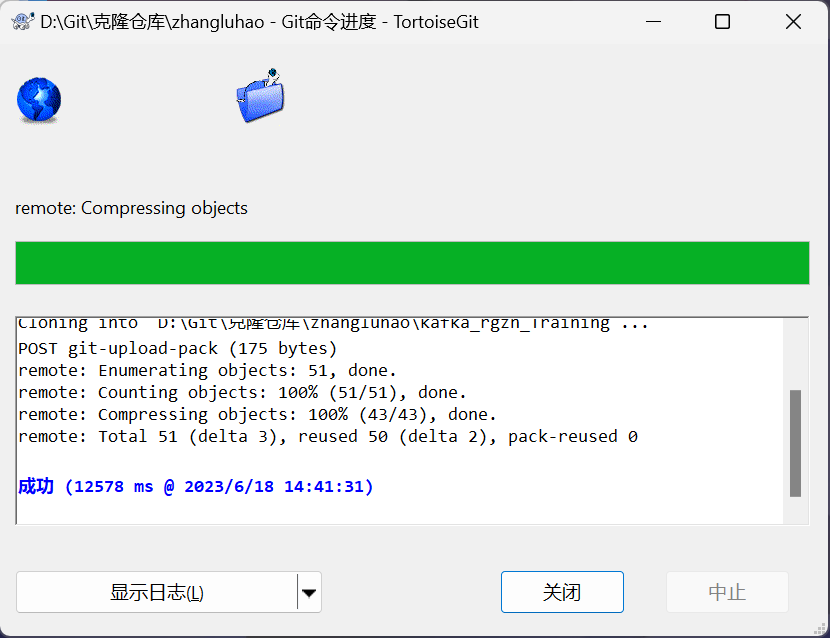 D:\Git\克隆仓库\zhangluhao - Git命令进度 - TortoiseGit
remote: Compressing objects
Cloning into 'D:\Git\克隆仓库\zhangluhao\kafka_rgzn_Training'...
POST git-upload-pack (175 bytes)
remote: Enumerating objects: 51, done.
remote: Counting objects: 100% (51/51), done.
remote: Compressing objects: 100% (43/43), done.
remote: Total 51 (delta 3), reused 50 (delta 2), pack-reused 0
成功 (12578 ms @ 2023/6/18 14:41:31)
显示日志(L)
关闭
中止